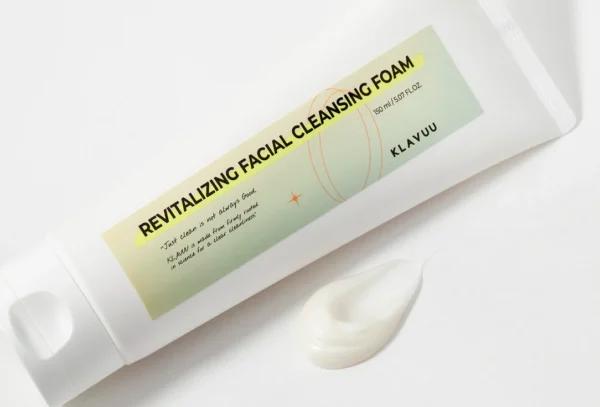 REVITALIZING FACIAL CLEANSING FOAM
150 ml / 5.07 FL.OZ.
KLAVUU
"Just clean is not always Good.
KLAVUU is made from firmly rooted
in science for a clear cleanliness"